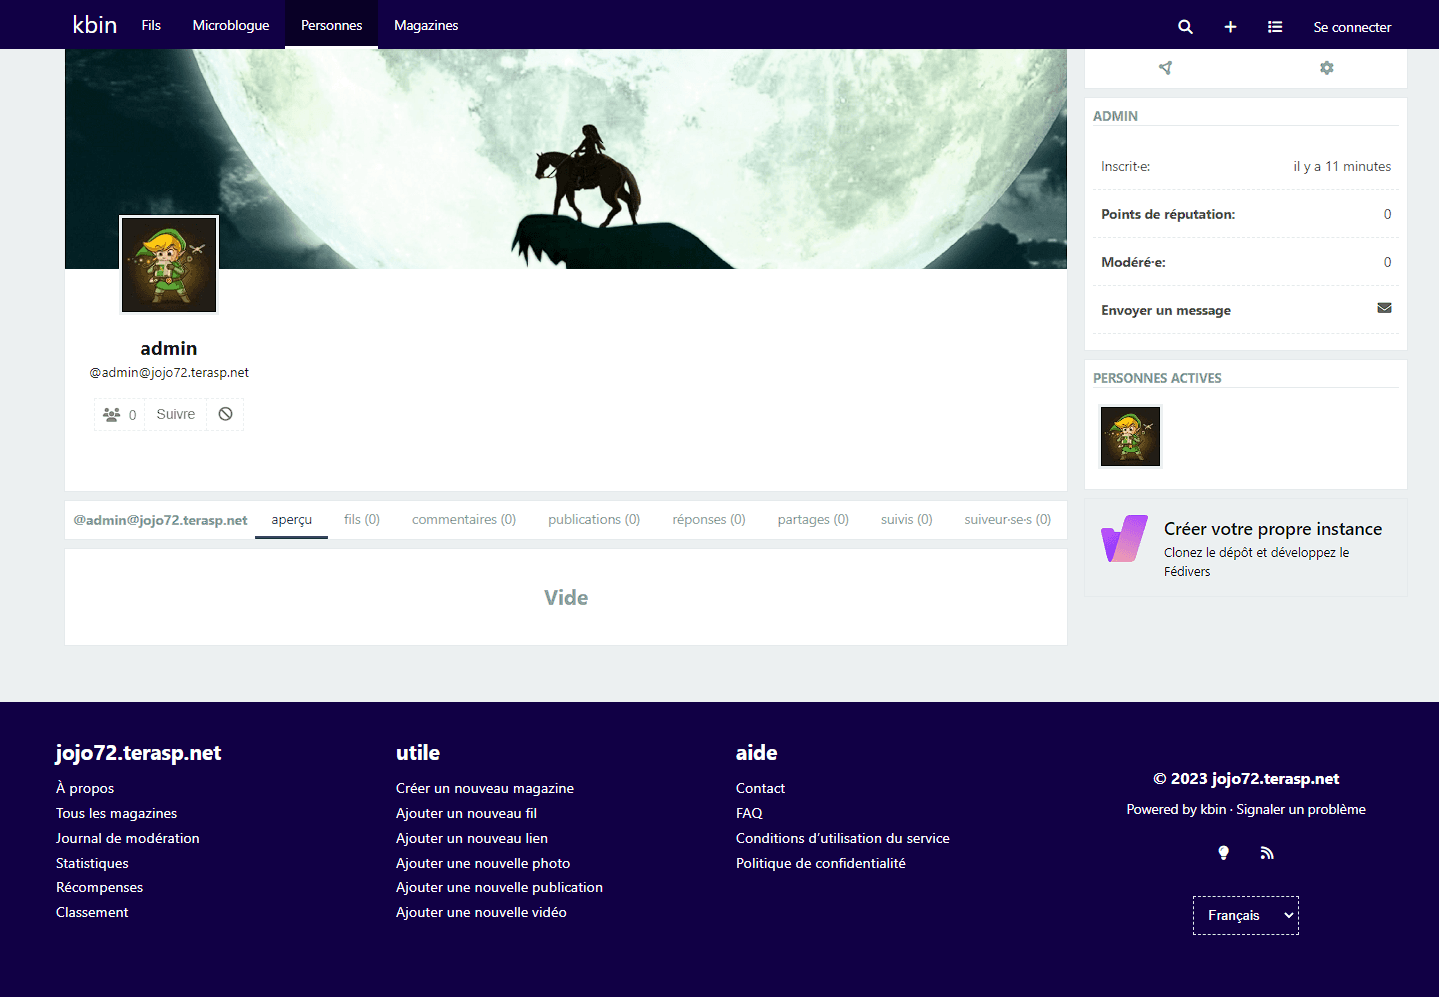 kbin
Fils
Microblogue
Personnes
Magazines
Se connecter
ADMIN
Inscrit·e:
il y a 11 minutes
Points de réputation:
0
Modéré·e:
0
Envoyer un message
admin
@admin@jojo72.terasp.net
0
Suivre
PERSONNES ACTIVES
@admin@jojo72.terasp.net
aperçu
fils (0)
commentaires (0)
publications (0)
réponses (0)
partages (0)
suivis (0)
suiveur·se·s (0)
Vide
Créer votre propre instance
Clonez le dépôt et développez le
Fédivers
jojo72.terasp.net
À propos
Tous les magazines
Journal de modération
Statistiques
Récompenses
Classement
utile
Créer un nouveau magazine
Ajouter un nouveau fil
Ajouter un nouveau lien
Ajouter une nouvelle photo
Ajouter une nouvelle publication
Ajouter une nouvelle vidéo
aide
Contact
FAQ
Conditions d’utilisation du service
Politique de confidentialité
© 2023 jojo72.terasp.net
Powered by kbin · Signaler un problème
Français